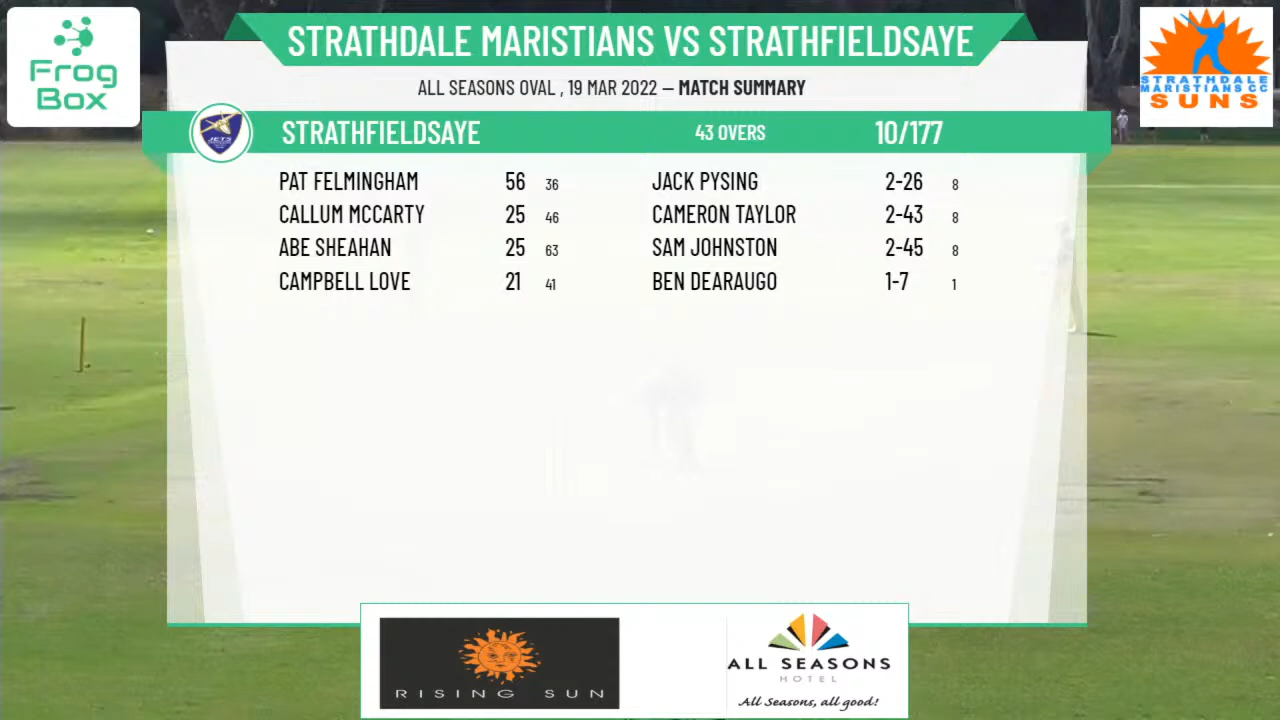 Frog
Box
STRATHDALE MARISTIANS VS STRATHFIELDSAYE
STRATHDALE
MARISTIANS CC
SUNS
ALL SEASONS OVAL , 19 MAR 2022 – MATCH SUMMARY
JETS
STRATHFIELDSAYE 43 OVERS 10/177
PAT FELMINGHAM 56 36 JACK PYSING 2-26 8
CALLUM MCCARTY 25 46 CAMERON TAYLOR 2-43 8
ABE SHEAHAN 25 63 SAM JOHNSTON 2-45 8
CAMPBELL LOVE 21 41 BEN DEARAUGO 1-7 1
RISING SUN
ALL SEASONS
HOTEL
All Seasons, all good!